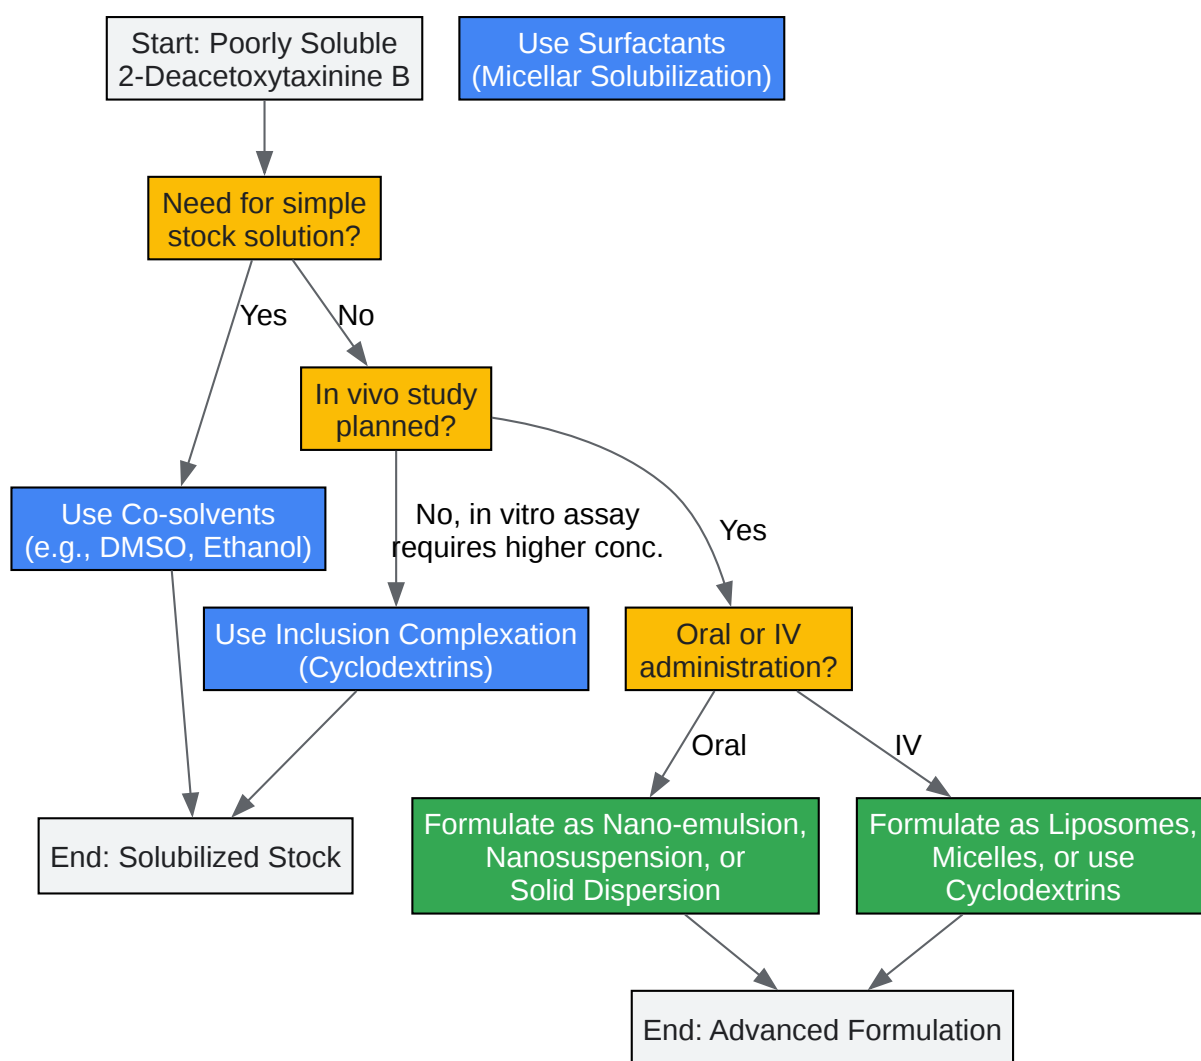 Start: Poorly Soluble
2-Deacetoxytaxinine B
Use Surfactants
(Micellar Solubilization)
Need for simple
stock solution?
Yes
No
In vivo study
planned?
Use Co-solvents
(e.g., DMSO, Ethanol)
No, in vitro assay
requires higher conc.
Yes
Use Inclusion Complexation
(Cyclodextrins)
Oral or IV
administration?
Oral
IV
End: Solubilized Stock
Formulate as Nano-emulsion,
Nanosuspension, or
Solid Dispersion
Formulate as Liposomes,
Micelles, or use
Cyclodextrins
End: Advanced Formulation